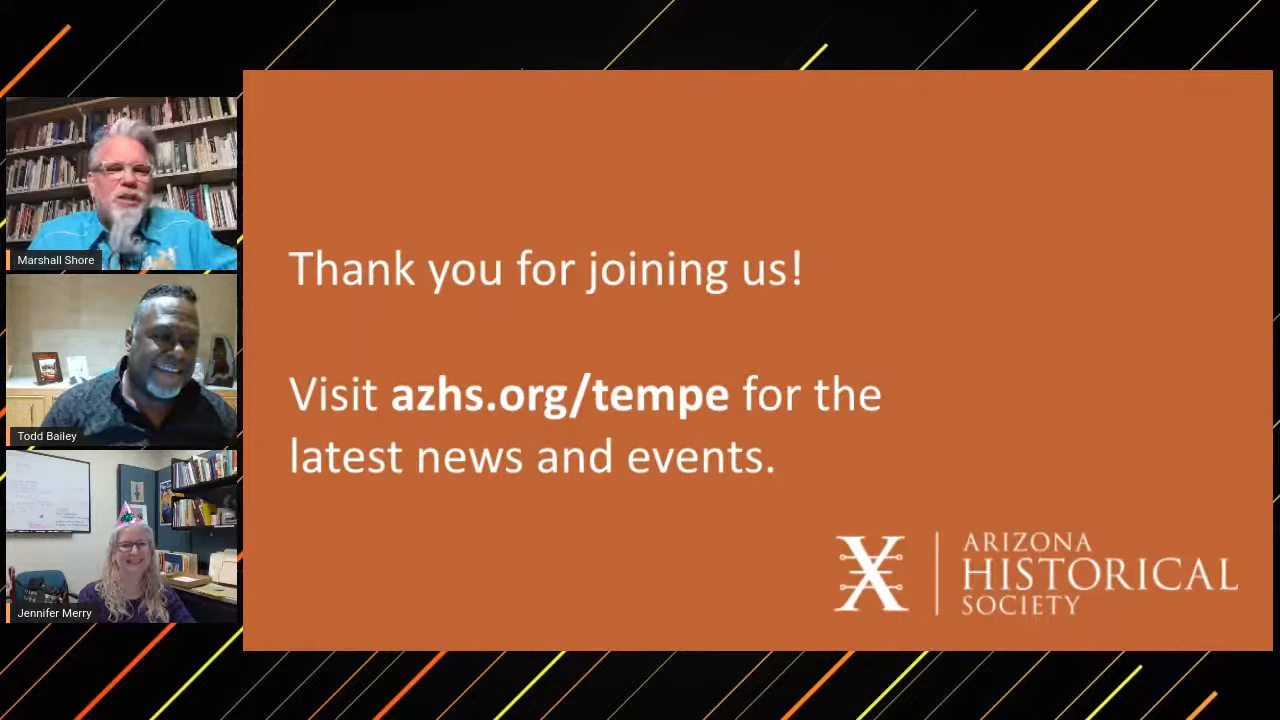 Marshall Shore
Todd Bailey
Jennifer Merry
Thank you for joining us!
Visit azhs.org/tempe for the
latest news and events.
ARIZONA
HISTORICAL
SOCIETY